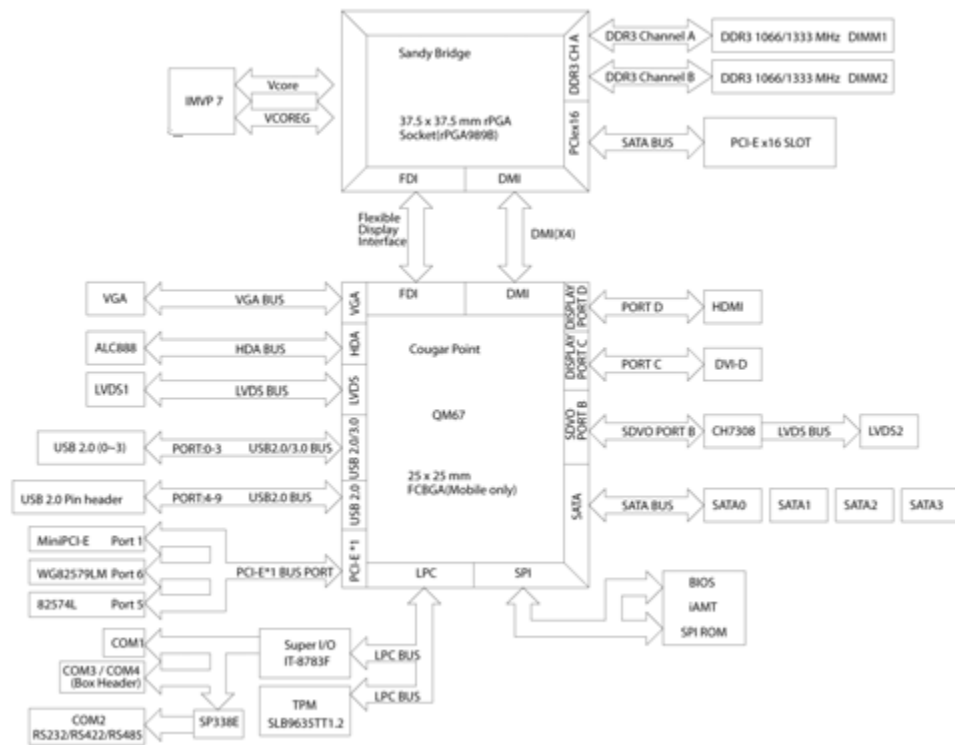 Sandy Bridge
37.5 x 37.5 mm rPGA
Socket(rPGA989B)
DDR3 CH A
PCIex16
FDI
DMI
IMVP 7
Vcore
VCOREG
DDR3 Channel A
DDR3 1066/1333 MHz DIMM1
DDR3 Channel B
DDR3 1066/1333 MHz DIMM2
SATA BUS
PCI-E x16 SLOT
Flexible
Display
Interface
DMI(X4)
FDI
DMI
Cougar Point
QM67
25 x 25 mm
FCBGA(Mobile only)
VGA
VGA BUS
VGA
ALC888
HDA BUS
HDA
LVDS1
LVDS BUS
LVDS
USB 2.0 (0~3)
PORT:0-3
USB2.0/3.0 BUS
USB 2.0/3.0
USB 2.0 Pin header
PORT:4-9
USB2.0 BUS
USB 2.0
MiniPCI-E Port 1
WG82579LM Port 6
82574L Port 5
PCI-E*1 BUS PORT
PCI-E *1
DISPLAY
PORT D
PORT D
HDMI
DISPLAY
PORT C
PORT C
DVI-D
SDVO
PORT B
SDVO PORT B
CH7308
LVDS BUS
LVDS2
SATA
SATA BUS
SATA0
SATA1
SATA2
SATA3
LPC
SPI
BIOS
iAMT
SPI ROM
COM1
COM3 / COM4
(Box Header)
COM2
RS232/RS422/RS485
SP338E
Super I/O
IT-8783F
LPC BUS
TPM
SLB9635TT1.2
LPC BUS